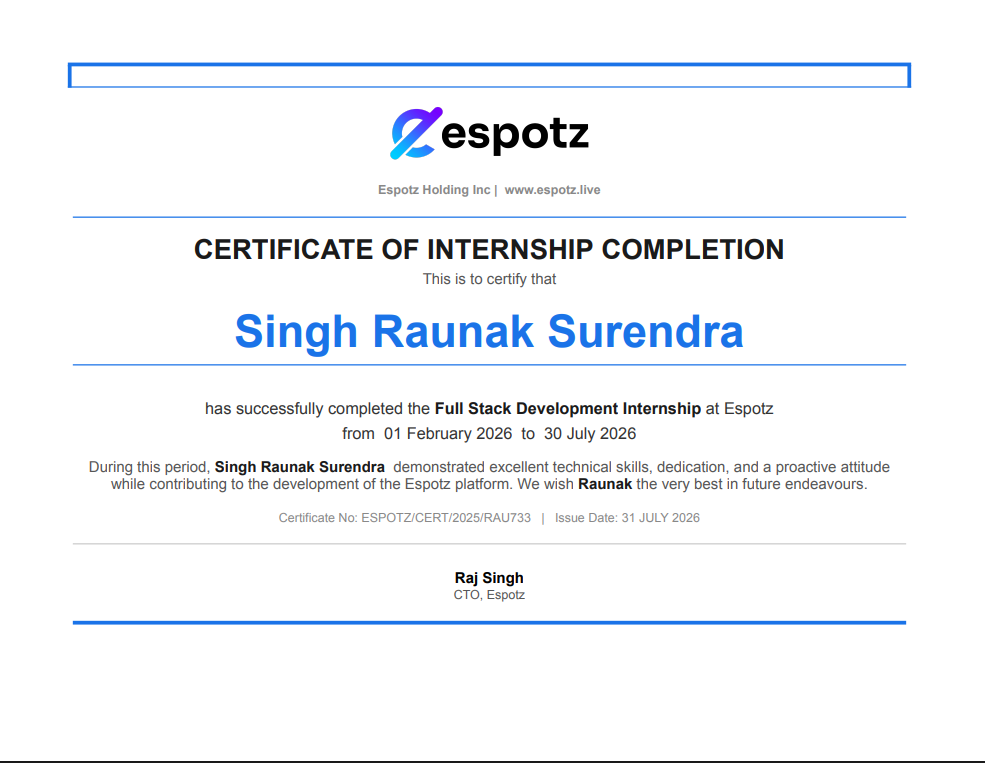 espotz
Espotz Holding Inc | www.espotz.live
CERTIFICATE OF INTERNSHIP COMPLETION
This is to certify that
Singh Raunak Surendra
has successfully completed the Full Stack Development Internship at Espotz
from 01 February 2026 to 30 July 2026
During this period, Singh Raunak Surendra demonstrated excellent technical skills, dedication, and a proactive attitude
while contributing to the development of the Espotz platform. We wish Raunak the very best in future endeavours.
Certificate No: ESPOTZ/CERT/2025/RAU733 | Issue Date: 31 JULY 2026
Raj Singh
CTO, Espotz